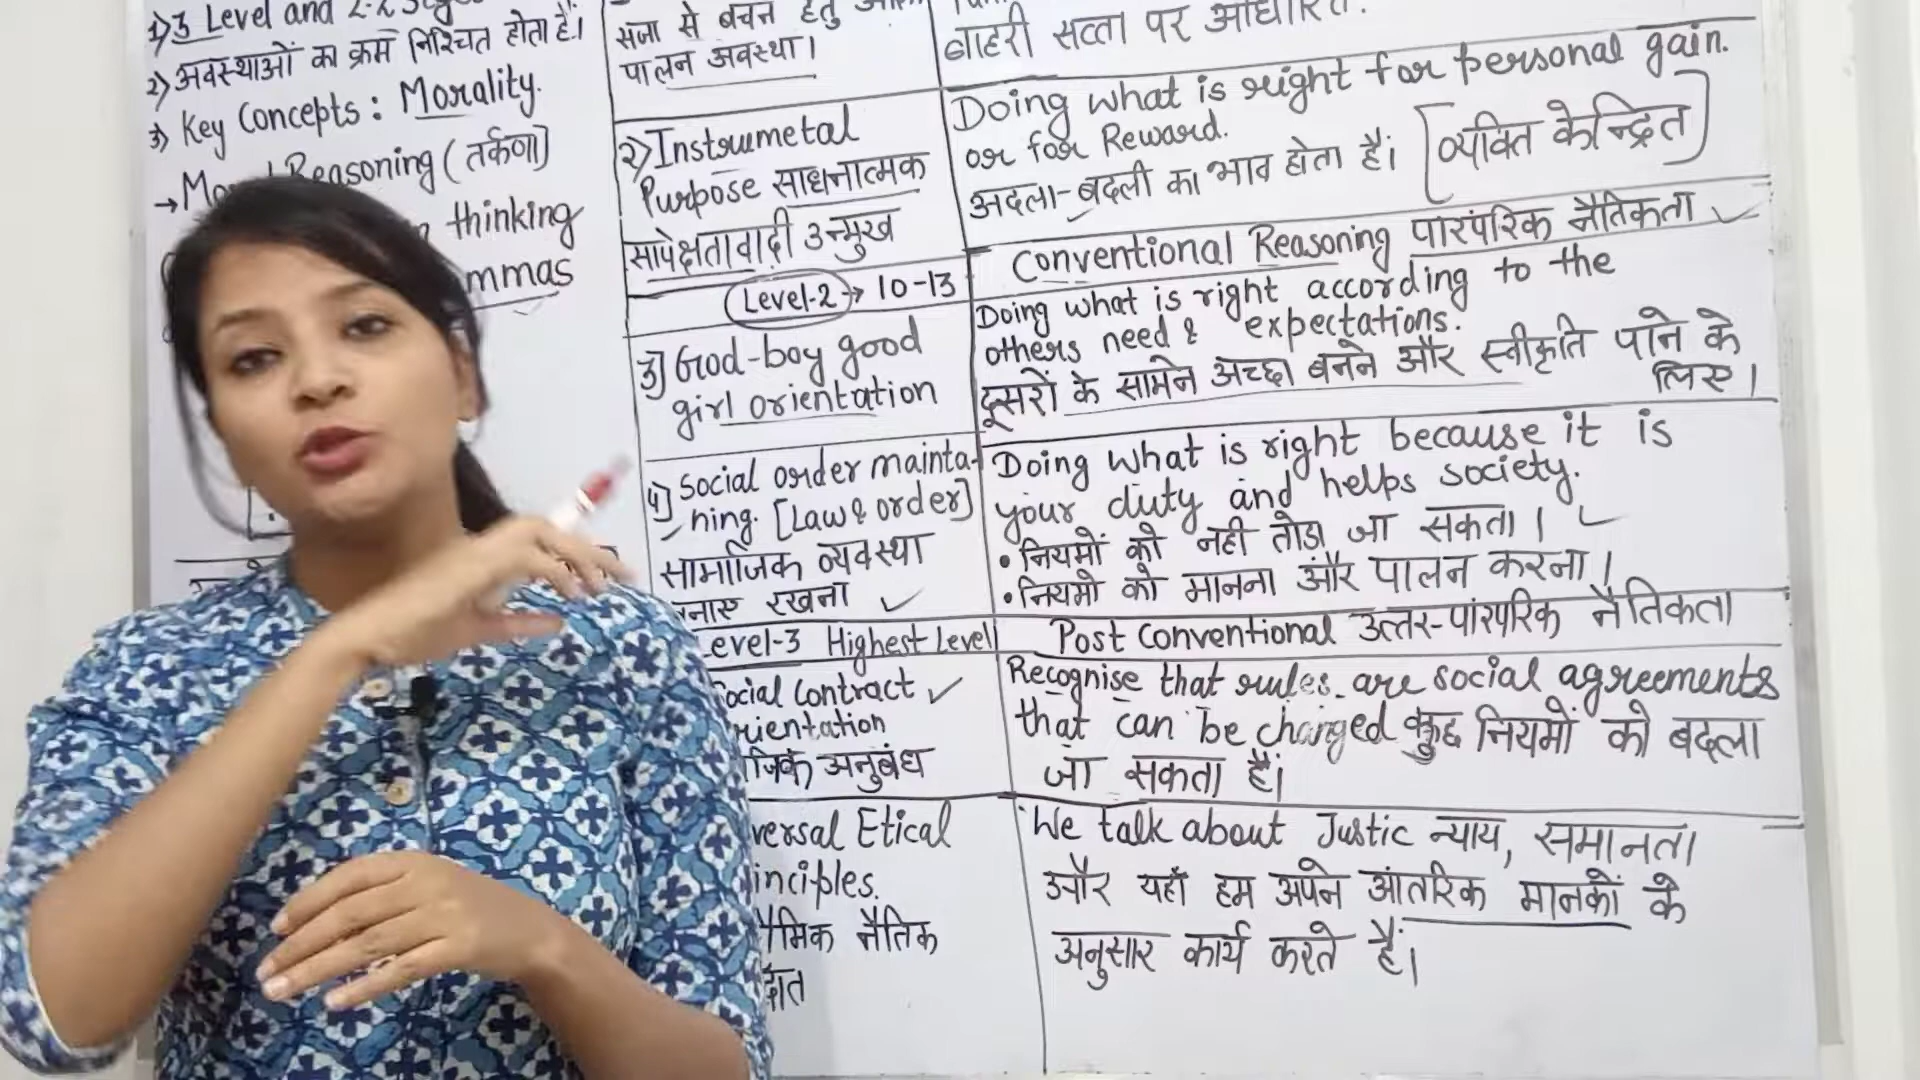 1) 3 Level and 2-2
2) अवस्थाओं का क्रम निश्चित होता है।
3) Key Concepts : Morality.
→ Reasoning (तर्कणा)
thinking
mmas
सजा से बचने हेतु
पालन अवस्था।
2) Instrumetal
Purpose साधनात्मक
सापेक्षतावादी उन्मुख
Level-2 → 10-13
3) God-boy good
girl orientation
4) Social order mainta-
ning. [Law & order]
सामाजिक व्यवस्था
बनाए रखना ✓
Level-3 Highest Level
Social Contract ✓
orientation
अनुबंध
versal Etical
inciples.
नैतिक
बाहरी सत्ता पर आधारित.
Doing what is right for personal gain.
or for Reward.
अदला-बदली का भाव होता है। [व्यक्ति केन्द्रित]
Conventional Reasoning पारंपरिक नैतिकता ✓
Doing what is right according to the
others need & expectations.
दूसरों के सामने अच्छा बनने और स्वीकृति पाने के
लिए।
Doing what is right because it is
your duty and helps society.
• नियमों को नही तोडा जा सकता। ✓
• नियमो को मानना और पालन करना।
Post Conventional उत्तर-पांरपरिक नैतिकता
Recognise that rules are social agreements
that can be changed कुछ नियमों को बदला
जा सकता है।
We talk about Justic न्याय, समानता
और यहाँ हम अपने आंतरिक मानकों के
अनुसार कार्य करते हैं।